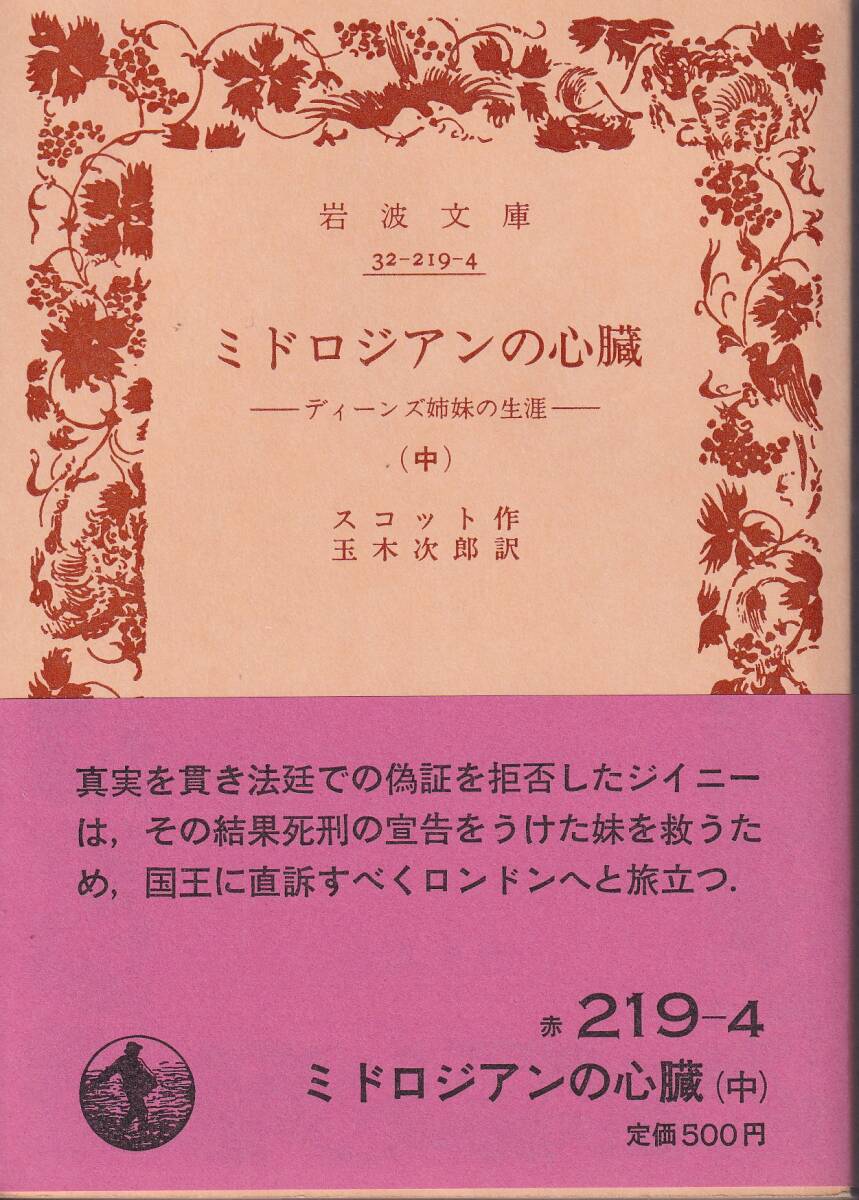 岩波文庫
32-219-4
ミドロジアンの心臓
―ディーンズ姉妹の生涯―
(中)
スコット作
玉木次郎訳
真実を貫き法廷での偽証を拒否したジイニー
は，その結果死刑の宣告をうけた妹を救うた
め，国王に直訴すべくロンドンへと旅立つ．
赤 219-4
ミドロジアンの心臓(中)
定価500円